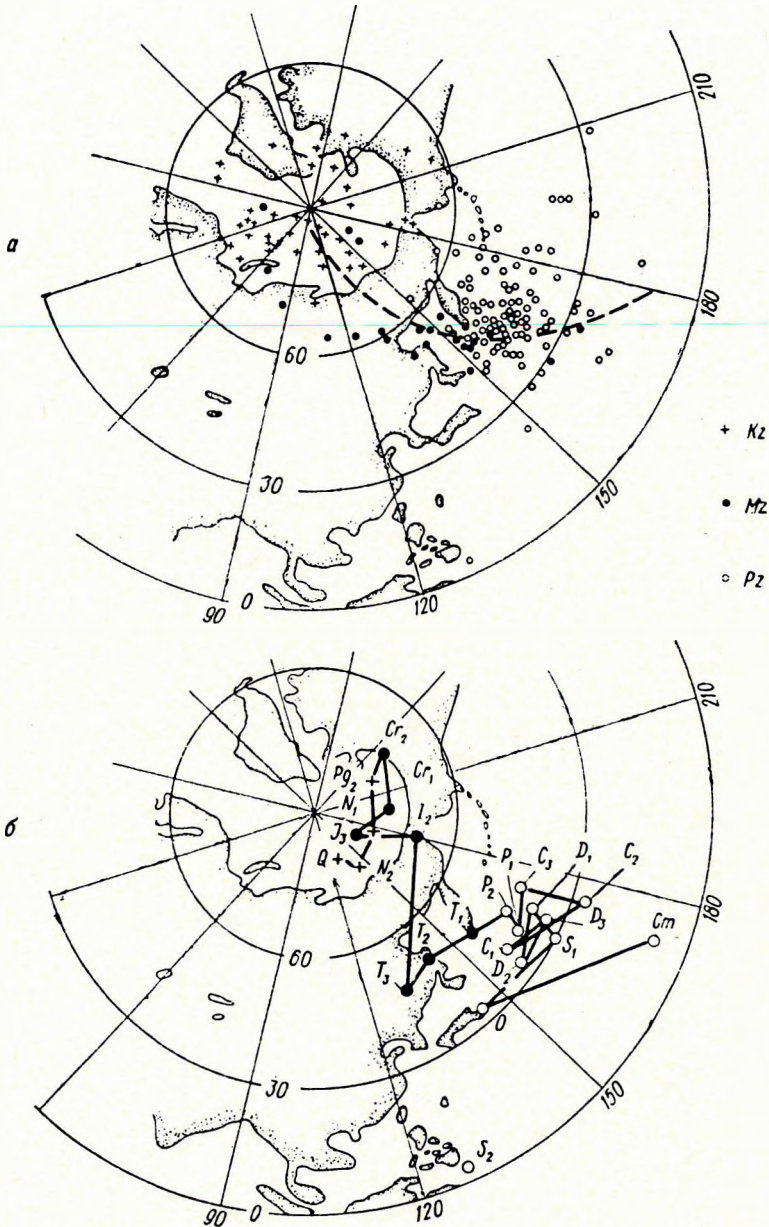 210
а
180
60
+ Kz
30
150
• Mz
○ Pz
120
90
0
210
Cr₂
Pg₂
Cr₁
N₁
I₂
б
J₃
D₁
P₁
C₃
C₂
Q
N₂
P₂
180
T₁
D₃
Cm
T₂
C₁
S₁
60
D₂
T₃
O
30
150
S₂
120
90
0